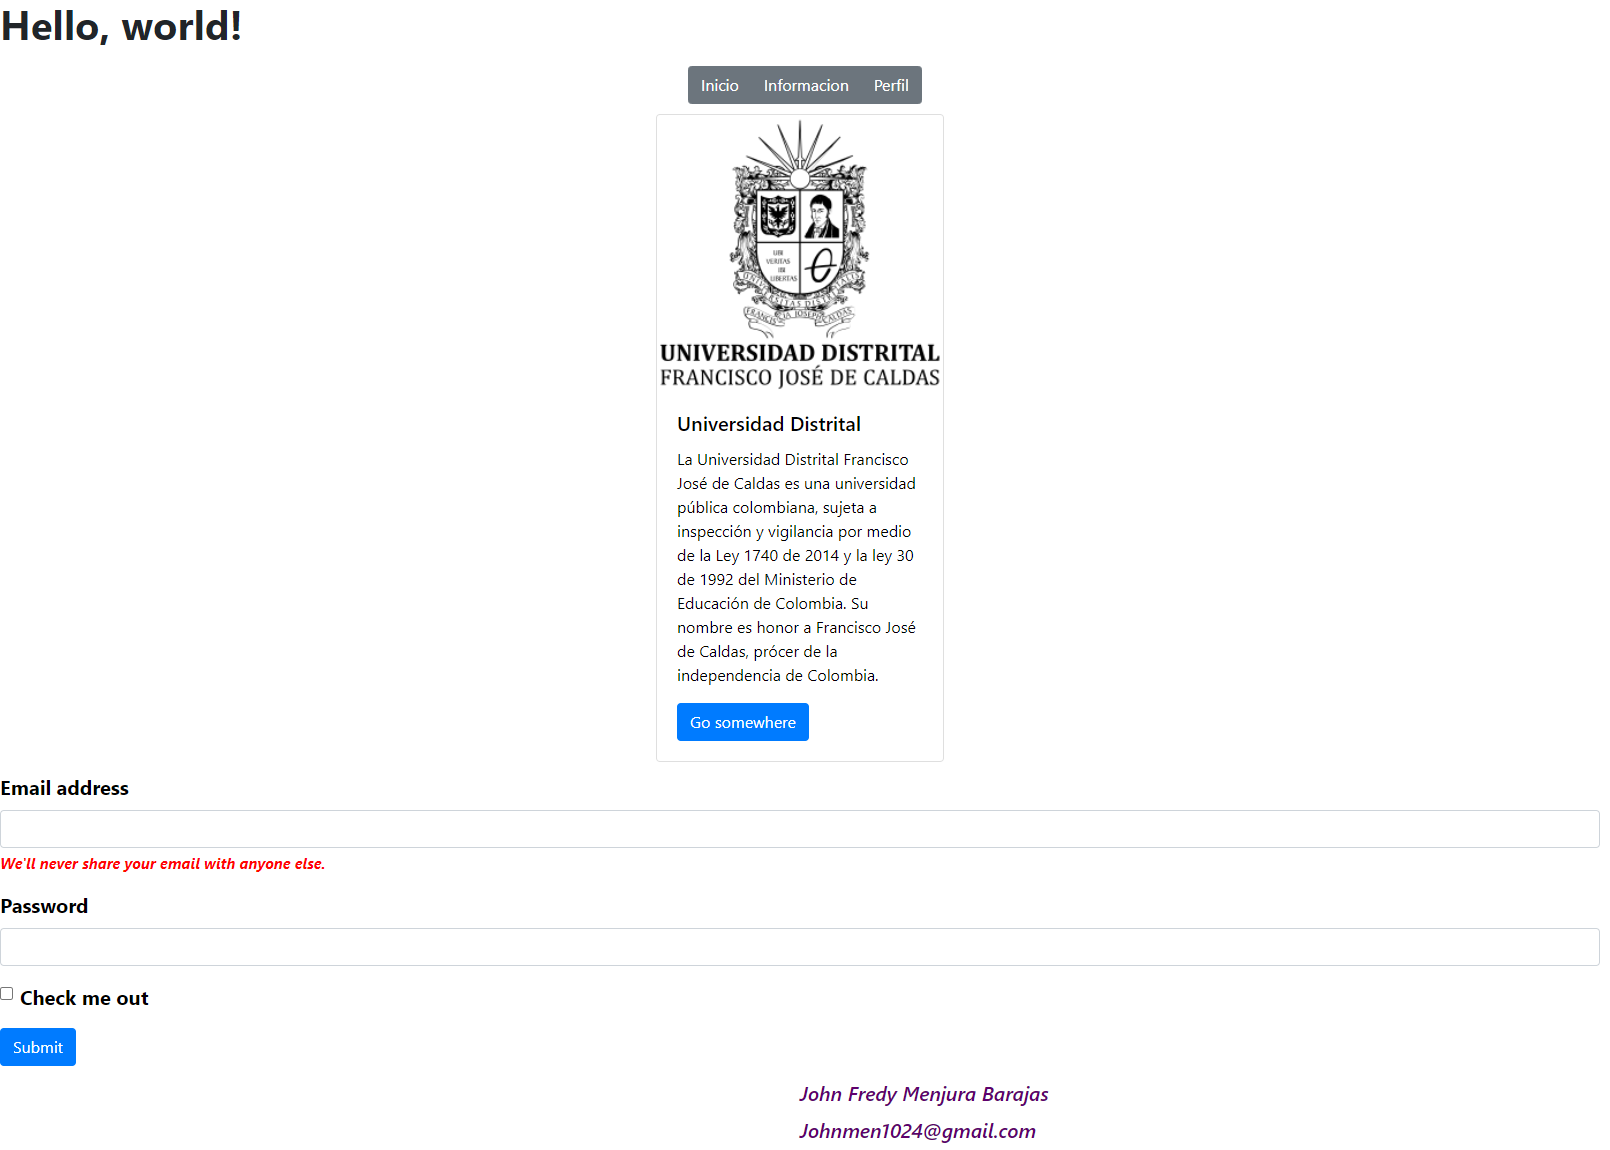 Hello, world!
Inicio Informacion Perfil
UBI
VERITAS
IBI
LIBERTAS
UNIVERSIDAD DISTRITAL
FRANCISCO JOSÉ DE CALDAS
Universidad Distrital
La Universidad Distrital Francisco
José de Caldas es una universidad
pública colombiana, sujeta a
inspección y vigilancia por medio
de la Ley 1740 de 2014 y la ley 30
de 1992 del Ministerio de
Educación de Colombia. Su
nombre es honor a Francisco José
de Caldas, prócer de la
independencia de Colombia.
Go somewhere
Email address
We'll never share your email with anyone else.
Password
Check me out
Submit
John Fredy Menjura Barajas
Johnmen1024@gmail.com